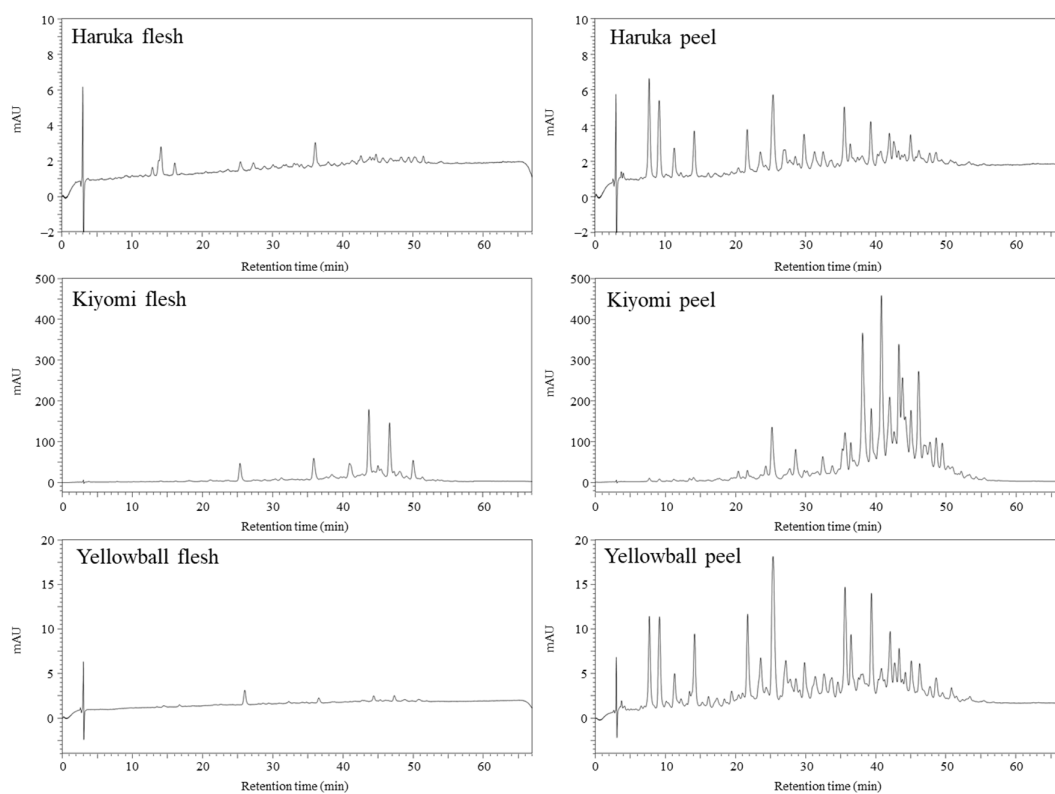 Haruka flesh
10
8
6
4
2
0
−2
mAU
0 10 20 30 40 50 60
Retention time (min)
Haruka peel
10
8
6
4
2
0
−2
mAU
0 10 20 30 40 50 60
Retention time (min)
Kiyomi flesh
500
400
300
200
100
0
mAU
0 10 20 30 40 50 60
Retention time (min)
Kiyomi peel
500
400
300
200
100
0
mAU
0 10 20 30 40 50 60
Retention time (min)
Yellowball flesh
20
15
10
5
0
mAU
0 10 20 30 40 50 60
Retention time (min)
Yellowball peel
20
15
10
5
0
mAU
0 10 20 30 40 50 60
Retention time (min)